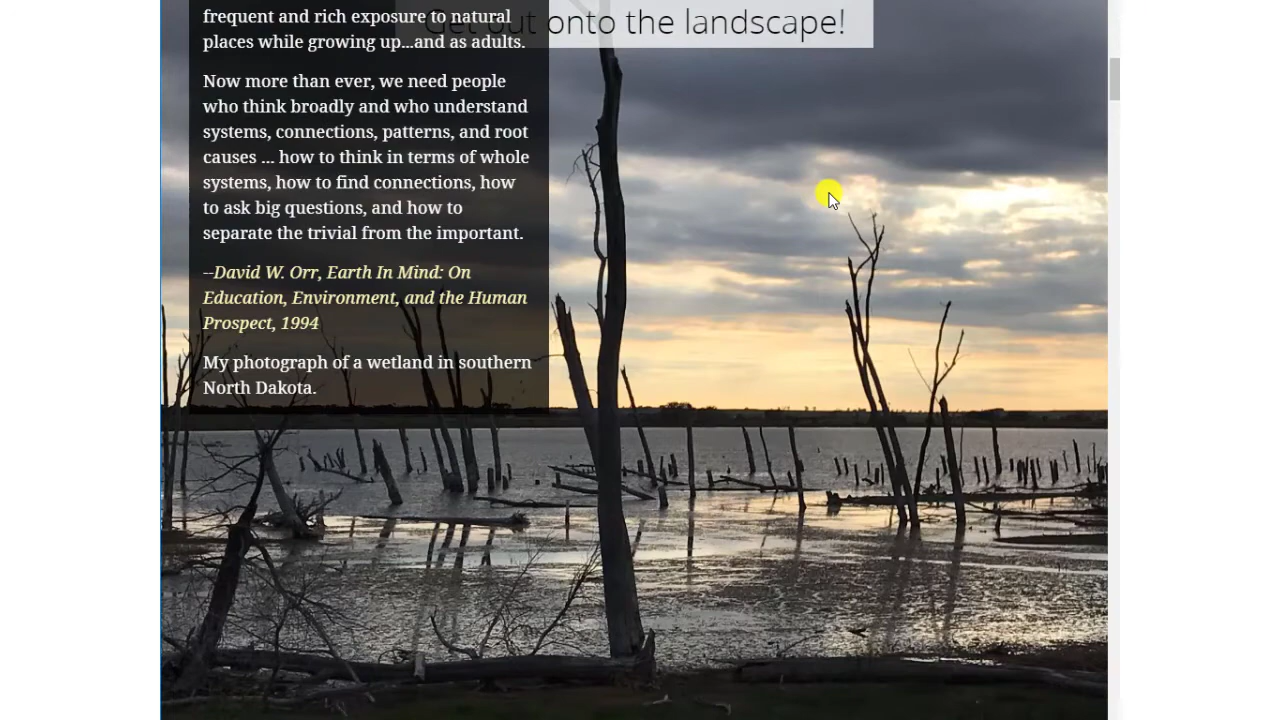 Get out onto the landscape!
frequent and rich exposure to natural
places while growing up...and as adults.
Now more than ever, we need people
who think broadly and who understand
systems, connections, patterns, and root
causes ... how to think in terms of whole
systems, how to find connections, how
to ask big questions, and how to
separate the trivial from the important.
--David W. Orr, Earth In Mind: On
Education, Environment, and the Human
Prospect, 1994
My photograph of a wetland in southern
North Dakota.